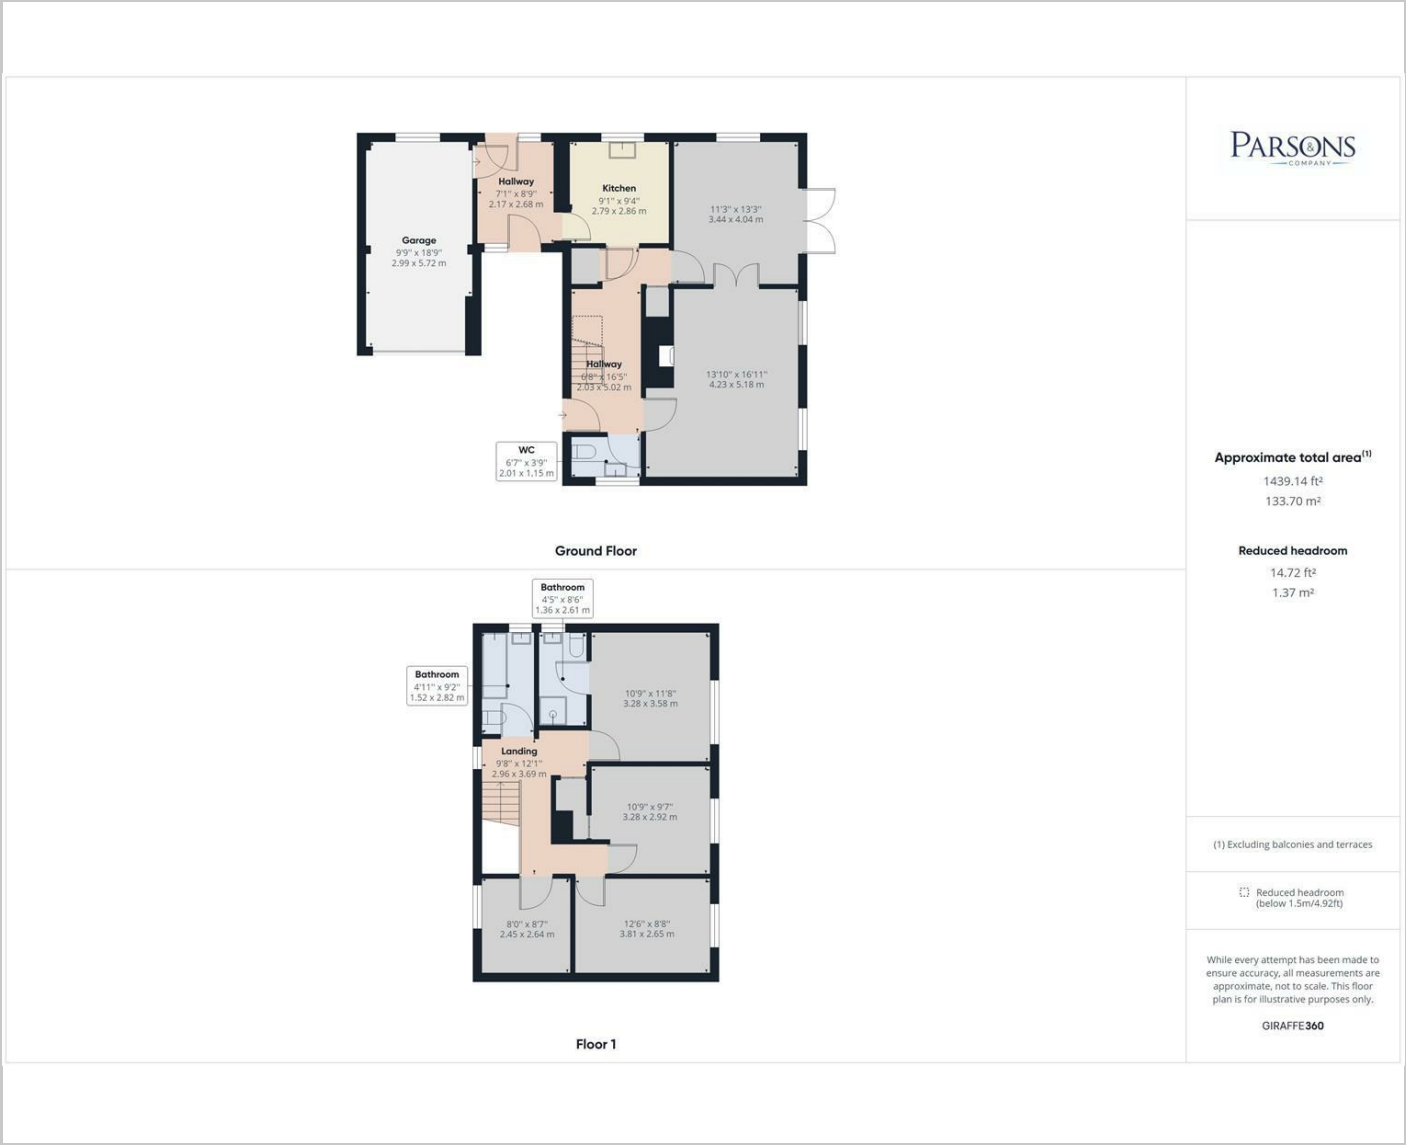 Hallway
7'1" x 8'9"
2.17 x 2.68 m
Kitchen
9'1" x 9'4"
2.79 x 2.86 m
11'3" x 13'3"
3.44 x 4.04 m
Garage
9'9" x 18'9"
2.99 x 5.72 m
Hallway
6'8" x 16'5"
2.03 x 5.02 m
13'10" x 16'11"
4.23 x 5.18 m
WC
6'7" x 3'9"
2.01 x 1.15 m
Ground Floor
Bathroom
4'5" x 8'6"
1.36 x 2.61 m
Bathroom
4'11" x 9'2"
1.52 x 2.82 m
10'9" x 11'8"
3.28 x 3.58 m
Landing
9'8" x 12'1"
2.96 x 3.69 m
10'9" x 9'7"
3.28 x 2.92 m
8'0" x 8'7"
2.45 x 2.64 m
12'6" x 8'8"
3.81 x 2.65 m
Floor 1
PARSONS
&
COMPANY
Approximate total area(1)
1439.14 ft²
133.70 m²
Reduced headroom
14.72 ft²
1.37 m²
(1) Excluding balconies and terraces
Reduced headroom
(below 1.5m/4.92ft)
While every attempt has been made to
ensure accuracy, all measurements are
approximate, not to scale. This floor
plan is for illustrative purposes only.
GIRAFFE360